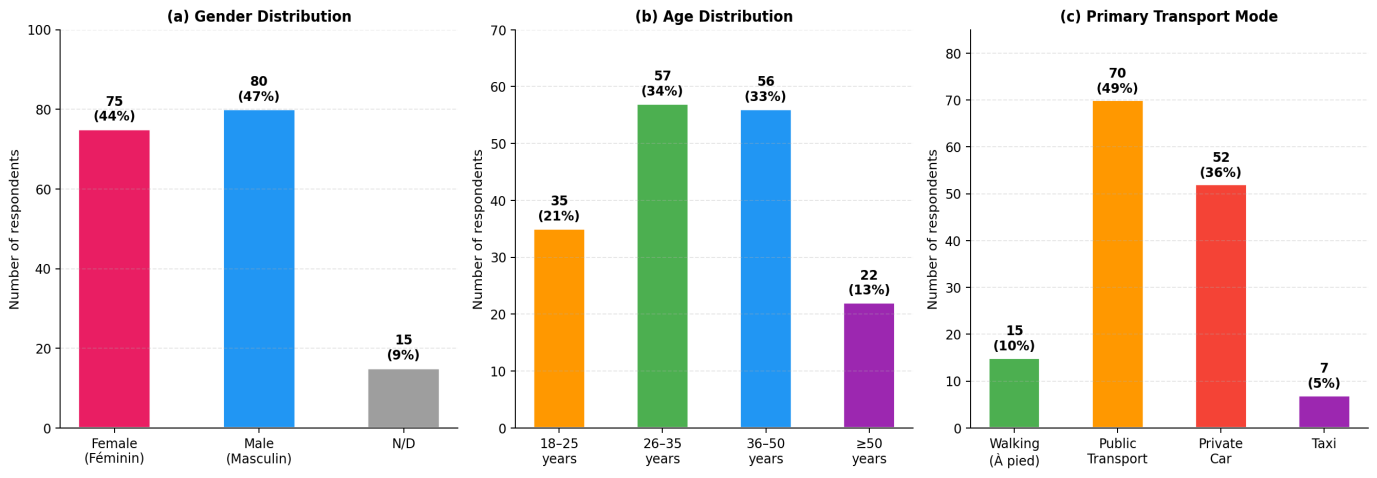 (a) Gender Distribution
Number of respondents
100
80
60
40
20
0
75
(44%)
80
(47%)
15
(9%)
Female
(Féminin)
Male
(Masculin)
N/D
(b) Age Distribution
Number of respondents
70
60
50
40
30
20
10
0
35
(21%)
57
(34%)
56
(33%)
22
(13%)
18–25
years
26–35
years
36–50
years
≥50
years
(c) Primary Transport Mode
Number of respondents
80
70
60
50
40
30
20
10
0
15
(10%)
70
(49%)
52
(36%)
7
(5%)
Walking
(À pied)
Public
Transport
Private
Car
Taxi